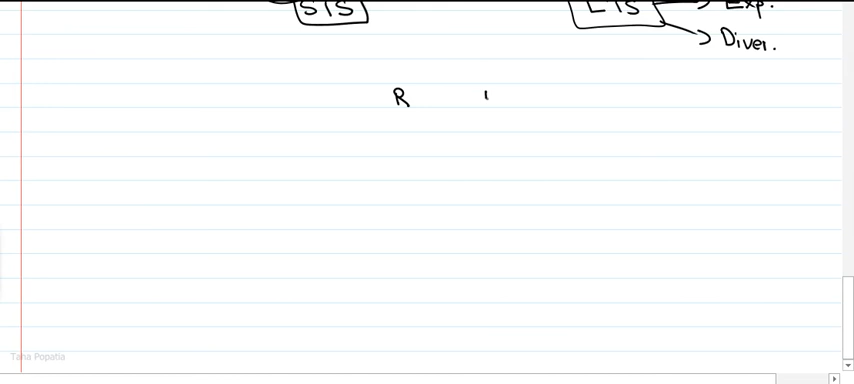 STS LTS Exp.
Diver.
R
Taha Popatia